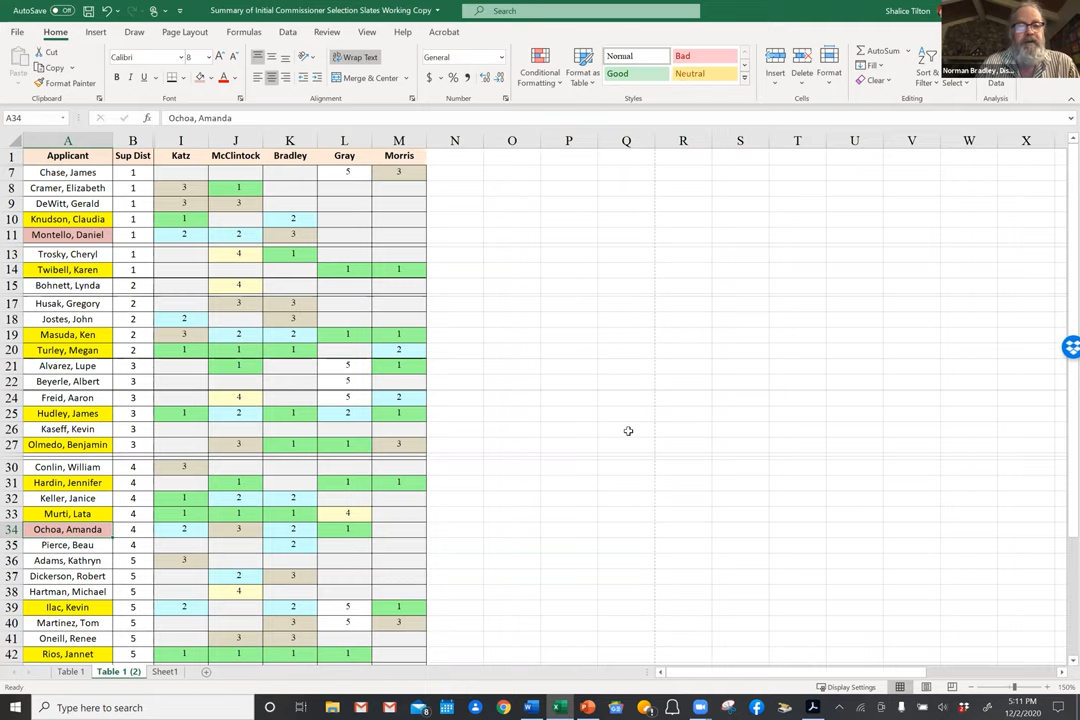 AutoSave Off Summary of Initial Commissioner Selection Slates Working Copy Search Shalice Tilton
File Home Insert Draw Page Layout Formulas Data Review View Help Acrobat
Paste Cut Copy Format Painter Calibri 8 B I U Wrap Text Merge & Center General $ % Conditional Formatting Format as Table Normal Bad Good Neutral Insert Delete Format AutoSum Fill Clear Sort & Filter Find & Select Analyze Data
Clipboard Font Alignment Number Styles Cells Editing Analysis
Norman Bradley, Dis...
A34 fx Ochoa, Amanda
A B I J K L M N O P Q R S T U V W X
1 Applicant Sup Dist Katz McClintock Bradley Gray Morris
7 Chase, James 1 5 3
8 Cramer, Elizabeth 1 3 1
9 DeWitt, Gerald 1 3 3
10 Knudson, Claudia 1 1 2
11 Montello, Daniel 1 2 2 3
13 Trosky, Cheryl 1 4 1
14 Twibell, Karen 1 1 1
15 Bohnett, Lynda 2 4
17 Husak, Gregory 2 3 3
18 Jostes, John 2 2 3
19 Masuda, Ken 2 3 2 2 1 1
20 Turley, Megan 2 1 1 1 2
21 Alvarez, Lupe 3 1 5 1
22 Beyerle, Albert 3 5
24 Freid, Aaron 3 4 5 2
25 Hudley, James 3 1 2 1 2 1
26 Kaseff, Kevin 3
27 Olmedo, Benjamin 3 3 1 1 3
30 Conlin, William 4 3
31 Hardin, Jennifer 4 1 1 1
32 Keller, Janice 4 1 2 2
33 Murti, Lata 4 1 1 1 4
34 Ochoa, Amanda 4 2 3 2 1
35 Pierce, Beau 4 2
36 Adams, Kathryn 5 3
37 Dickerson, Robert 5 2 3
38 Hartman, Michael 5 4
39 Ilac, Kevin 5 2 2 5 1
40 Martinez, Tom 5 3 5 3
41 Oneill, Renee 5 3 3
42 Rios, Jannet 5 1 1 1 1
Table 1 Table 1 (2) Sheet1
Ready Display Settings 150%
Type here to search 5:11 PM
12/2/2020